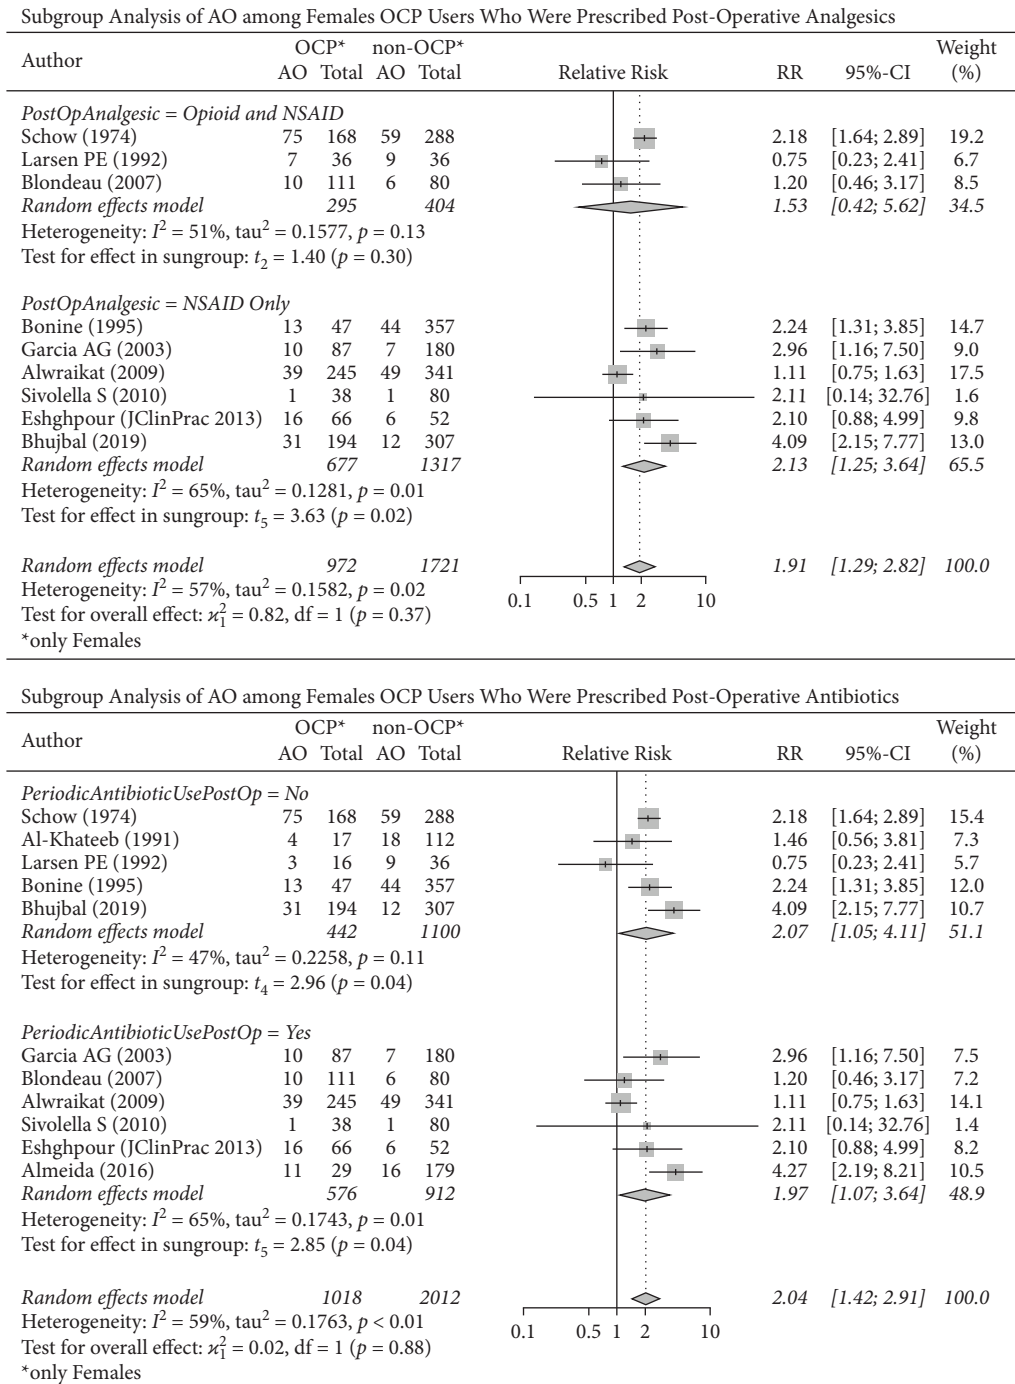 Subgroup Analysis of AO among Females OCP Users Who Were Prescribed Post-Operative Analgesics
Author OCP* non-OCP* Relative Risk RR 95%-CI Weight (%)
AO Total AO Total
PostOpAnalgesic = Opioid and NSAID
Schow (1974) 75 168 59 288 2.18 [1.64; 2.89] 19.2
Larsen PE (1992) 7 36 9 36 0.75 [0.23; 2.41] 6.7
Blondeau (2007) 10 111 6 80 1.20 [0.46; 3.17] 8.5
Random effects model 295 404 1.53 [0.42; 5.62] 34.5
Heterogeneity: I² = 51%, tau² = 0.1577, p = 0.13
Test for effect in sungroup: t₂ = 1.40 (p = 0.30)
PostOpAnalgesic = NSAID Only
Bonine (1995) 13 47 44 357 2.24 [1.31; 3.85] 14.7
Garcia AG (2003) 10 87 7 180 2.96 [1.16; 7.50] 9.0
Alwraikat (2009) 39 245 49 341 1.11 [0.75; 1.63] 17.5
Sivolella S (2010) 1 38 1 80 2.11 [0.14; 32.76] 1.6
Eshghpour (JClinPrac 2013) 16 66 6 52 2.10 [0.88; 4.99] 9.8
Bhujbal (2019) 31 194 12 307 4.09 [2.15; 7.77] 13.0
Random effects model 677 1317 2.13 [1.25; 3.64] 65.5
Heterogeneity: I² = 65%, tau² = 0.1281, p = 0.01
Test for effect in sungroup: t₅ = 3.63 (p = 0.02)
Random effects model 972 1721 1.91 [1.29; 2.82] 100.0
Heterogeneity: I² = 57%, tau² = 0.1582, p = 0.02
0.1 0.5 1 2 10
Test for overall effect: ϰ²₁ = 0.82, df = 1 (p = 0.37)
*only Females
Subgroup Analysis of AO among Females OCP Users Who Were Prescribed Post-Operative Antibiotics
Author OCP* non-OCP* Relative Risk RR 95%-CI Weight (%)
AO Total AO Total
PeriodicAntibioticUsePostOp = No
Schow (1974) 75 168 59 288 2.18 [1.64; 2.89] 15.4
Al-Khateeb (1991) 4 17 18 112 1.46 [0.56; 3.81] 7.3
Larsen PE (1992) 3 16 9 36 0.75 [0.23; 2.41] 5.7
Bonine (1995) 13 47 44 357 2.24 [1.31; 3.85] 12.0
Bhujbal (2019) 31 194 12 307 4.09 [2.15; 7.77] 10.7
Random effects model 442 1100 2.07 [1.05; 4.11] 51.1
Heterogeneity: I² = 47%, tau² = 0.2258, p = 0.11
Test for effect in sungroup: t₄ = 2.96 (p = 0.04)
PeriodicAntibioticUsePostOp = Yes
Garcia AG (2003) 10 87 7 180 2.96 [1.16; 7.50] 7.5
Blondeau (2007) 10 111 6 80 1.20 [0.46; 3.17] 7.2
Alwraikat (2009) 39 245 49 341 1.11 [0.75; 1.63] 14.1
Sivolella S (2010) 1 38 1 80 2.11 [0.14; 32.76] 1.4
Eshghpour (JClinPrac 2013) 16 66 6 52 2.10 [0.88; 4.99] 8.2
Almeida (2016) 11 29 16 179 4.27 [2.19; 8.21] 10.5
Random effects model 576 912 1.97 [1.07; 3.64] 48.9
Heterogeneity: I² = 65%, tau² = 0.1743, p = 0.01
Test for effect in sungroup: t₅ = 2.85 (p = 0.04)
Random effects model 1018 2012 2.04 [1.42; 2.91] 100.0
Heterogeneity: I² = 59%, tau² = 0.1763, p < 0.01
0.1 0.5 1 2 10
Test for overall effect: ϰ²₁ = 0.02, df = 1 (p = 0.88)
*only Females